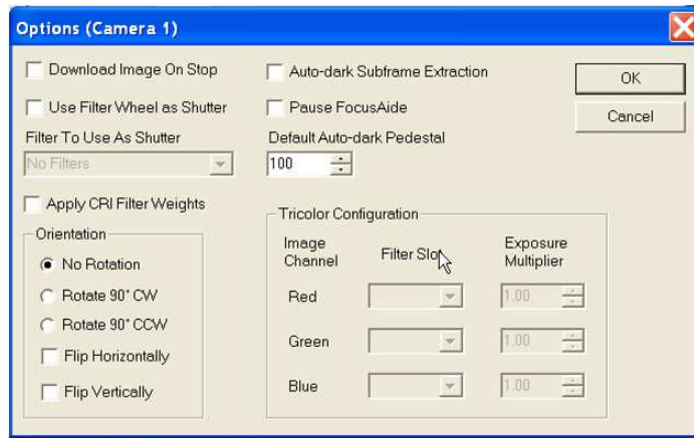 Options (Camera 1)
Download Image On Stop
Auto-dark Subframe Extraction
OK
Use Filter Wheel as Shutter
Pause FocusAide
Cancel
Filter To Use As Shutter
Default Auto-dark Pedestal
No Filters
100
Apply CRI Filter Weights
Tricolor Configuration
Orientation
Image Channel
Filter Slot
Exposure Multiplier
No Rotation
Rotate 90° CW
Red
1.00
Rotate 90° CCW
Green
1.00
Flip Horizontally
Blue
1.00
Flip Vertically